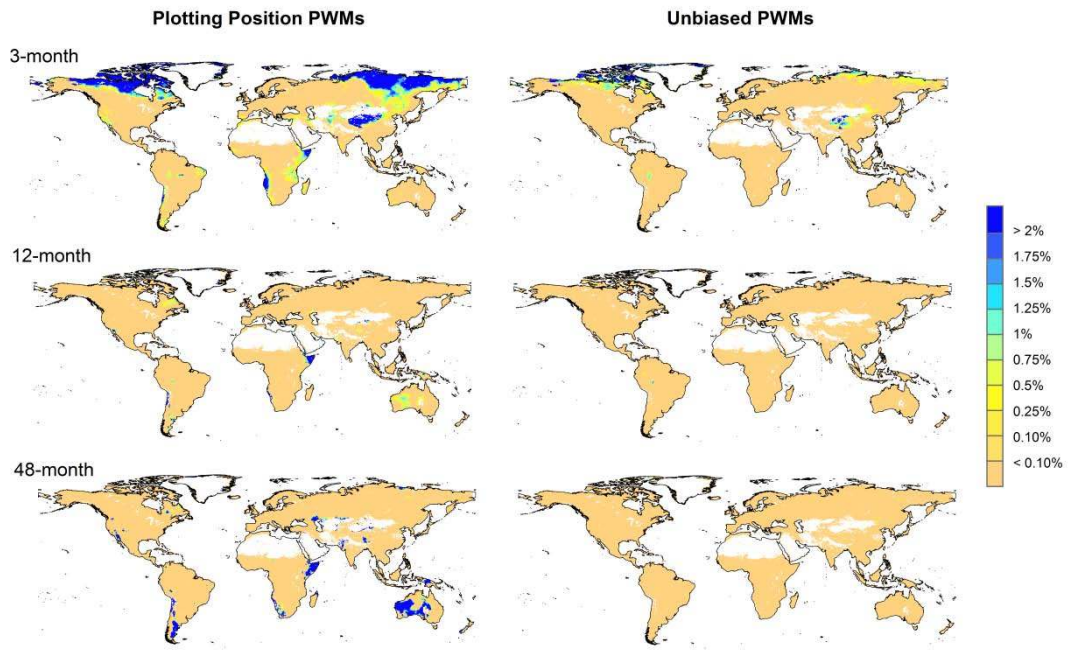 Plotting Position PWMs
Unbiased PWMs
3-month
12-month
48-month
> 2%
1.75%
1.5%
1.25%
1%
0.75%
0.5%
0.25%
0.10%
< 0.10%